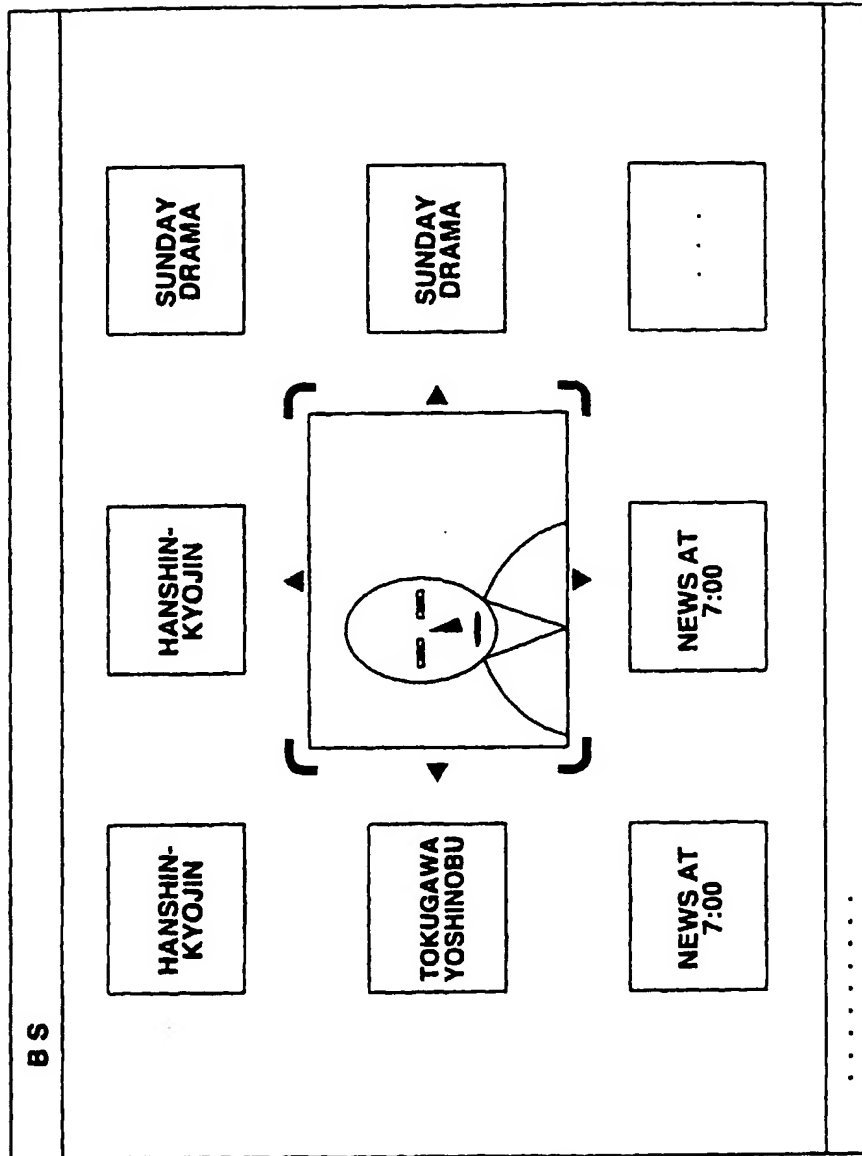 BS
HANSHIN-
KYOJIN
HANSHIN-
KYOJIN
SUNDAY
DRAMA
TOKUGAWA
YOSHINOBU
SUNDAY
DRAMA
NEWS AT
7:00
NEWS AT
7:00
. . .
. . . . . . . . . .